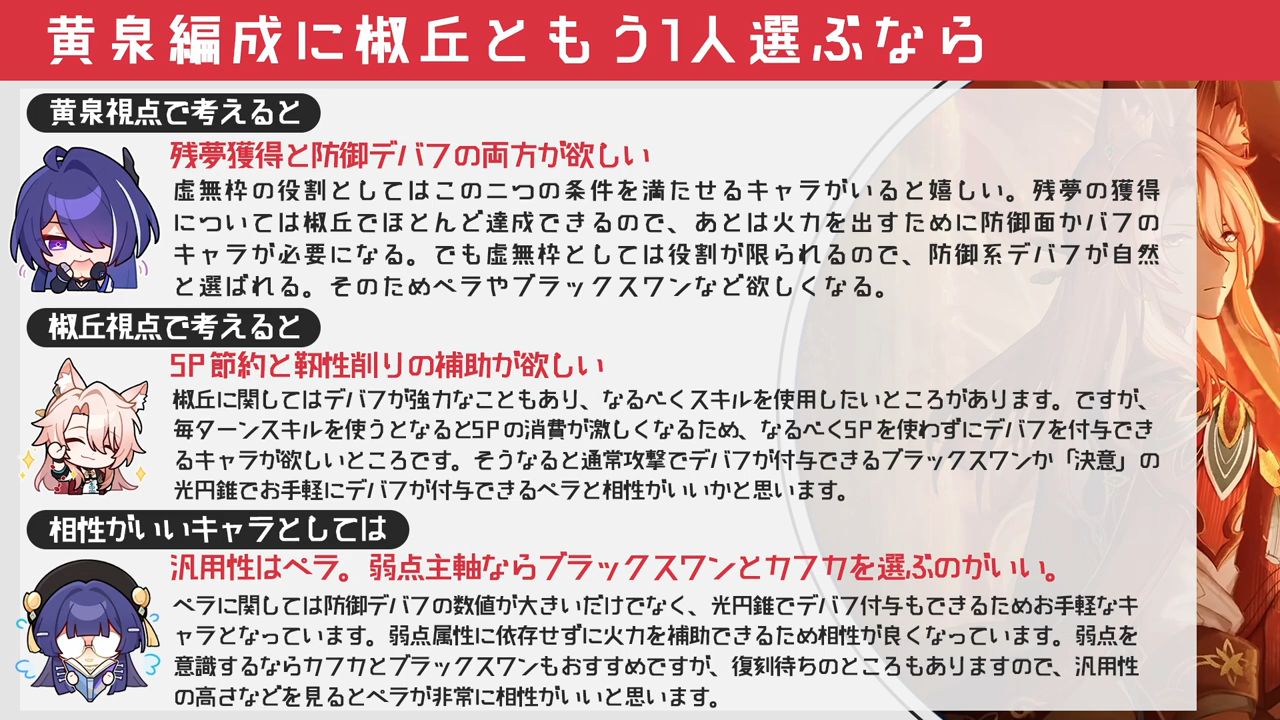 黄泉編成に椒丘ともう1人選ぶなら
黄泉視点で考えると
残夢獲得と防御デバフの両方が欲しい
虚無枠の役割としてはこの二つの条件を満たせるキャラがいると嬉しい。残夢の獲得
については椒丘でほとんど達成できるので、あとは火力を出すために防御面かバフの
キャラが必要になる。でも虚無枠としては役割が限られるので、防御系デバフが自然
と選ばれる。そのためペラやブラックスワンなど欲しくなる。
椒丘視点で考えると
SP節約と靭性削りの補助が欲しい
椒丘に関してはデバフが強力なこともあり、なるべくスキルを使用したいところがあります。ですが、
毎ターンスキルを使うとなるとSPの消費が激しくなるため、なるべくSPを使わずにデバフを付与でき
るキャラが欲しいところです。そうなると通常攻撃でデバフが付与できるブラックスワンか「決意」の
光円錐でお手軽にデバフが付与できるペラと相性がいいかと思います。
相性がいいキャラとしては
汎用性はペラ。弱点主軸ならブラックスワンとカフカを選ぶのがいい。
ペラに関しては防御デバフの数値が大きいだけでなく、光円錐でデバフ付与もできるためお手軽なキ
ャラとなっています。弱点属性に依存せずに火力を補助できるため相性が良くなっています。弱点を
意識するならカフカとブラックスワンもおすすめですが、復刻待ちのところもありますので、汎用性
の高さなどを見るとペラが非常に相性がいいと思います。